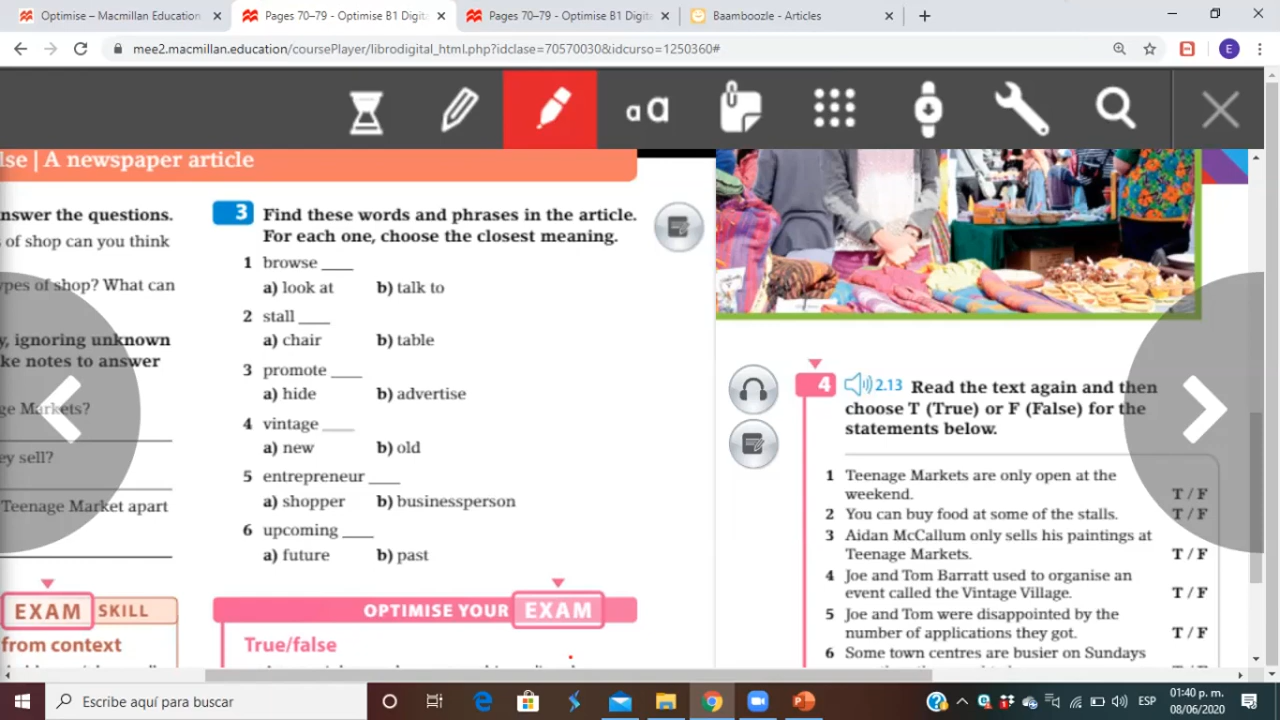 Optimise – Macmillan Education
Pages 70–79 - Optimise B1 Digit
Pages 70–79 - Optimise B1 Digit
Baamboozle - Articles
mee2.macmillan.education/coursePlayer/librodigital_html.php?idclase=70570030&idcurso=1250360#
E
a a
lse | A newspaper article
nswer the questions.
of shop can you think
ypes of shop? What can
y, ignoring unknown
ke notes to answer
ge Markets?
ey sell?
Teenage Market apart
EXAM SKILL
from context
3 Find these words and phrases in the article.
For each one, choose the closest meaning.
1 browse ____
a) look at b) talk to
2 stall ____
a) chair b) table
3 promote ____
a) hide b) advertise
4 vintage ____
a) new b) old
5 entrepreneur ____
a) shopper b) businessperson
6 upcoming ____
a) future b) past
OPTIMISE YOUR EXAM
True/false
4 2.13 Read the text again and then
choose T (True) or F (False) for the
statements below.
1 Teenage Markets are only open at the
weekend. T / F
2 You can buy food at some of the stalls. T / F
3 Aidan McCallum only sells his paintings at
Teenage Markets. T / F
4 Joe and Tom Barratt used to organise an
event called the Vintage Village. T / F
5 Joe and Tom were disappointed by the
number of applications they got. T / F
6 Some town centres are busier on Sundays
Escribe aquí para buscar
ESP
01:40 p. m.
08/06/2020